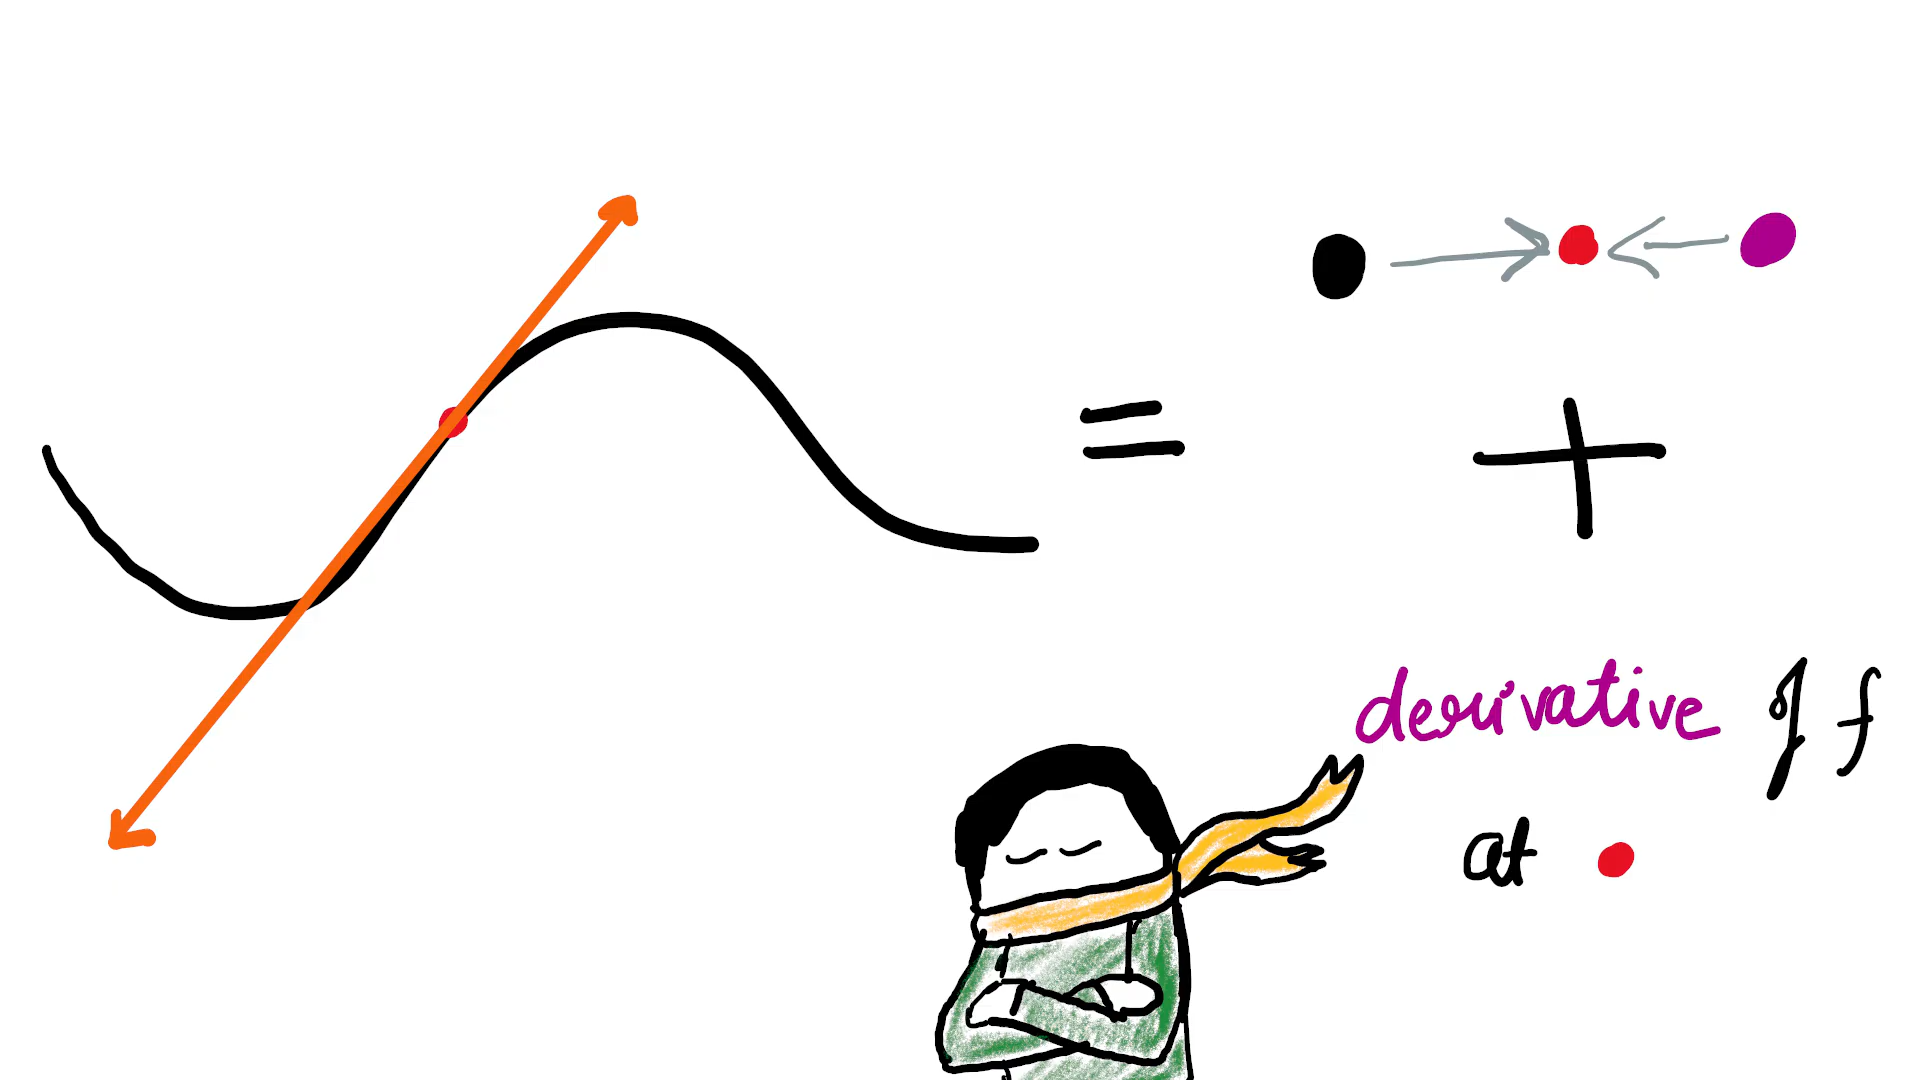 =
+
derivative of f
at